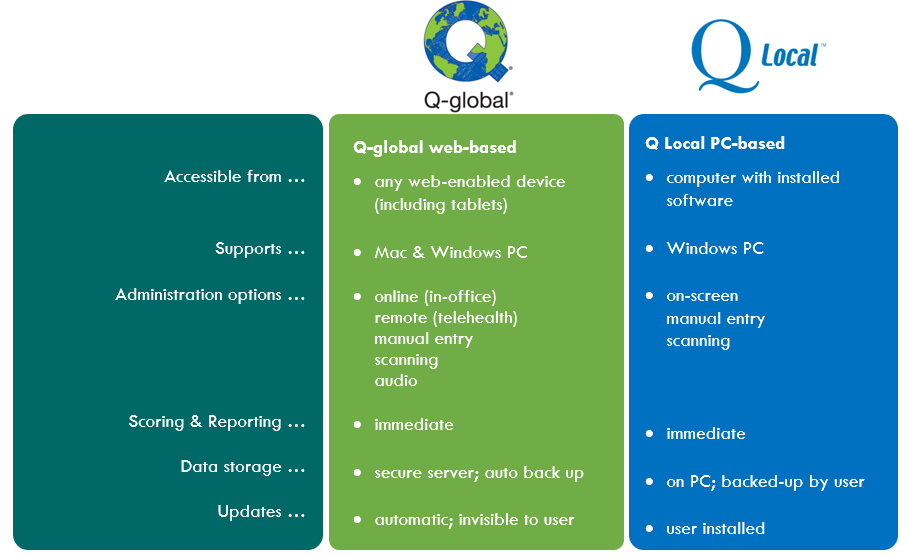 Q-global®
Q Local™
Accessible from ...
Supports ...
Administration options ...
Scoring & Reporting ...
Data storage ...
Updates ...
Q-global web-based
• any web-enabled device
(including tablets)
• Mac & Windows PC
• online (in-office)
remote (telehealth)
manual entry
scanning
audio
• immediate
• secure server; auto back up
• automatic; invisible to user
Q Local PC-based
• computer with installed
software
• Windows PC
• on-screen
manual entry
scanning
• immediate
• on PC; backed-up by user
• user installed